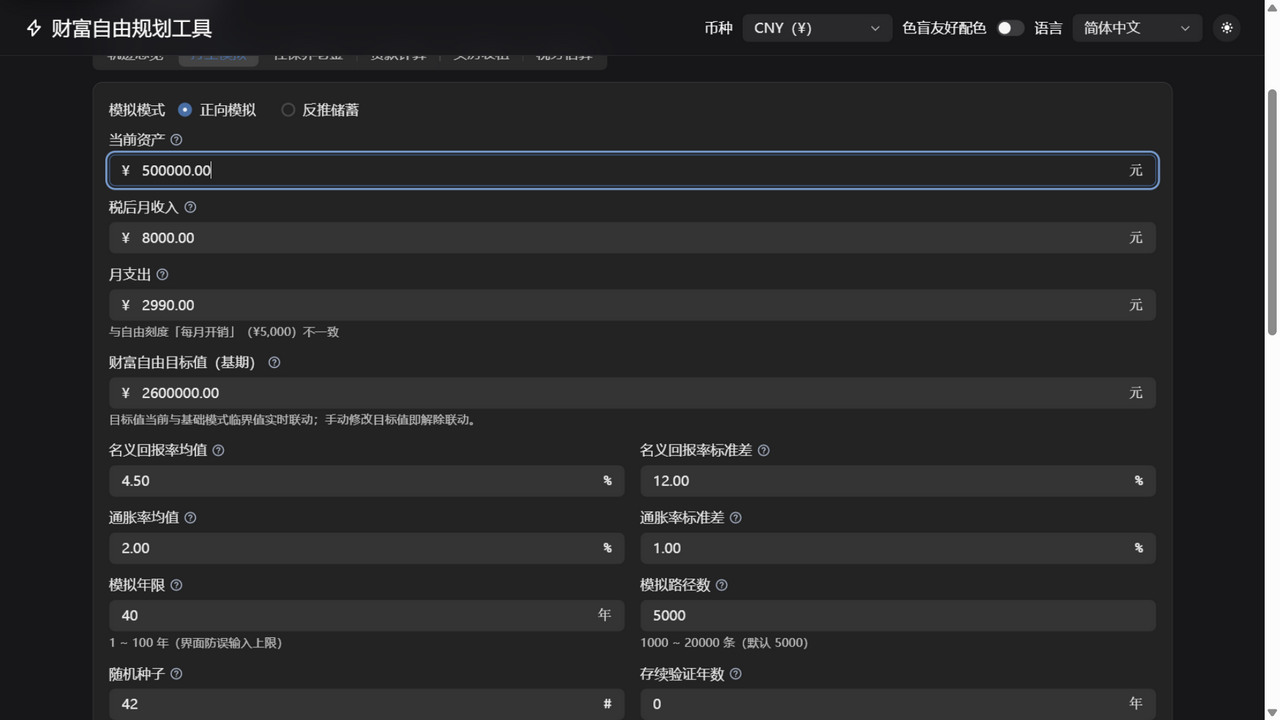 财富自由规划工具
币种 CNY (¥) 色盲友好配色 语言 简体中文
模拟模式 正向模拟 反推储蓄
当前资产
¥ 500000.00 元
税后月收入
¥ 8000.00 元
月支出
¥ 2990.00 元
与自由刻度「每月开销」（¥5,000）不一致
财富自由目标值（基期）
¥ 2600000.00 元
目标值当前与基础模式临界值实时联动；手动修改目标值即解除联动。
名义回报率均值 名义回报率标准差
4.50 % 12.00 %
通胀率均值 通胀率标准差
2.00 % 1.00 %
模拟年限 模拟路径数
40 年 5000
1 ~ 100 年（界面防误输入上限） 1000 ~ 20000 条（默认 5000）
随机种子 存续验证年数
42 # 0 年